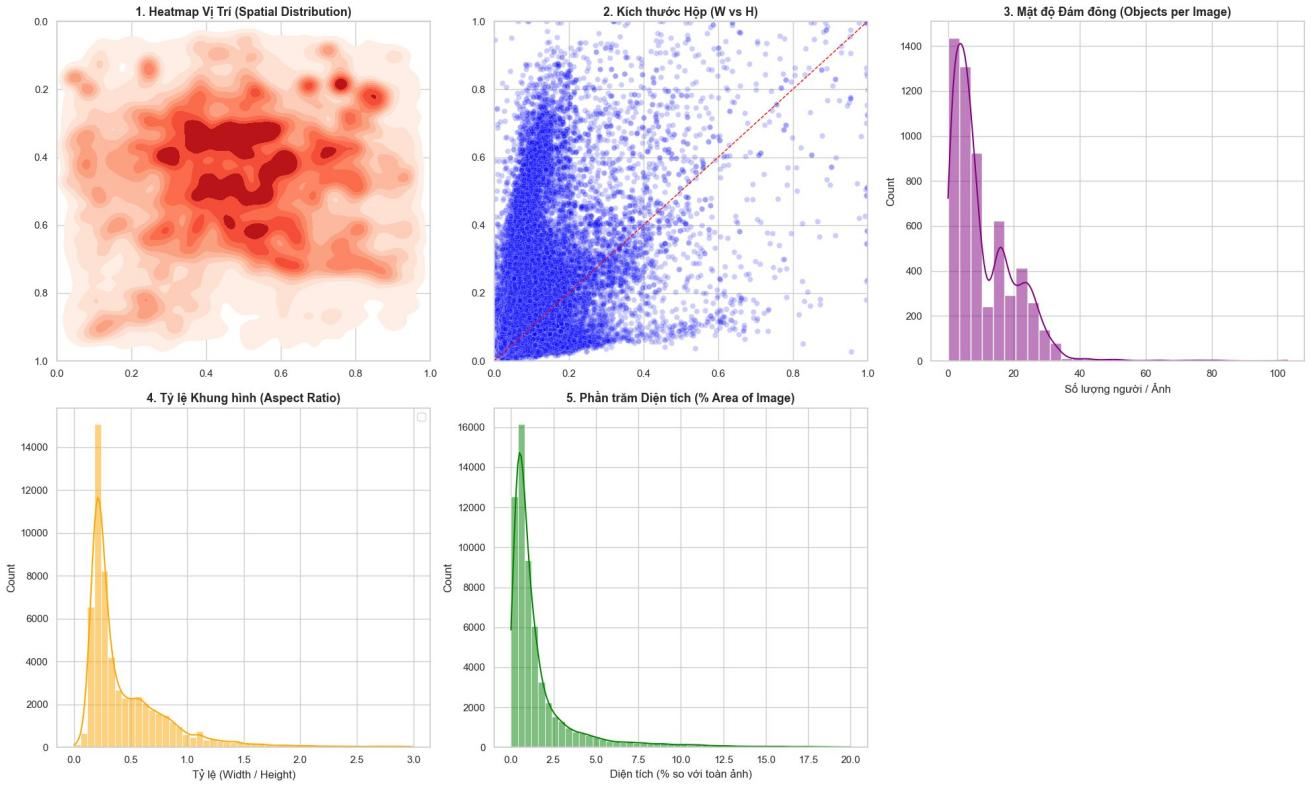 1. Heatmap Vị Trí (Spatial Distribution)
0.0
0.2
0.4
0.6
0.8
1.0
0.0 0.2 0.4 0.6 0.8 1.0
2. Kích thước Hộp (W vs H)
1.0
0.8
0.6
0.4
0.2
0.0
0.0 0.2 0.4 0.6 0.8 1.0
3. Mật độ Đám đông (Objects per Image)
Count
1400
1200
1000
800
600
400
200
0
0 20 40 60 80 100
Số lượng người / Ảnh
4. Tỷ lệ Khung hình (Aspect Ratio)
Count
14000
12000
10000
8000
6000
4000
2000
0
0.0 0.5 1.0 1.5 2.0 2.5 3.0
Tỷ lệ (Width / Height)
5. Phần trăm Diện tích (% Area of Image)
Count
16000
14000
12000
10000
8000
6000
4000
2000
0
0.0 2.5 5.0 7.5 10.0 12.5 15.0 17.5 20.0
Diện tích (% so với toàn ảnh)